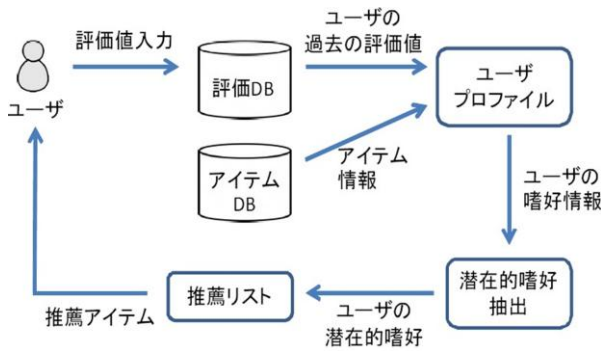 評価値入力
ユーザ
評価DB
ユーザの
過去の評価値
ユーザ
プロファイル
アイテム
DB
アイテム
情報
ユーザの
嗜好情報
潜在的嗜好
抽出
ユーザの
潜在的嗜好
推薦リスト
推薦アイテム